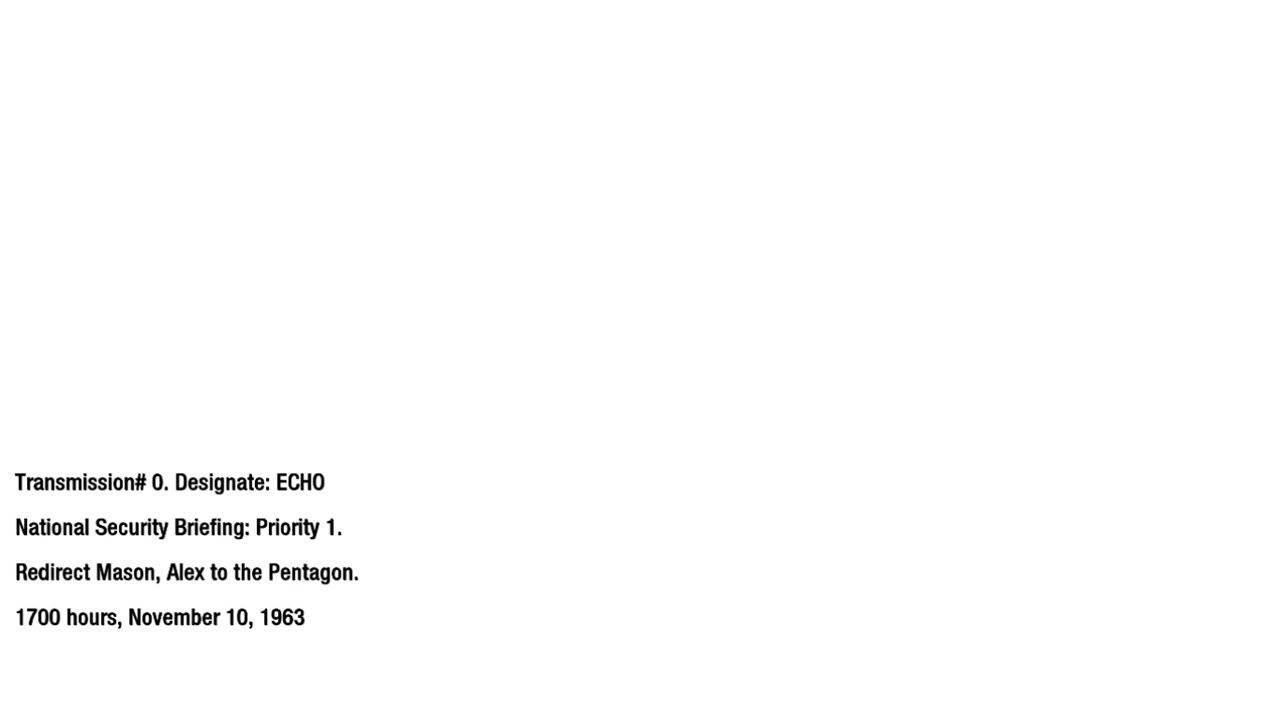 Transmission# 0. Designate: ECHO
National Security Briefing: Priority 1.
Redirect Mason, Alex to the Pentagon.
1700 hours, November 10, 1963